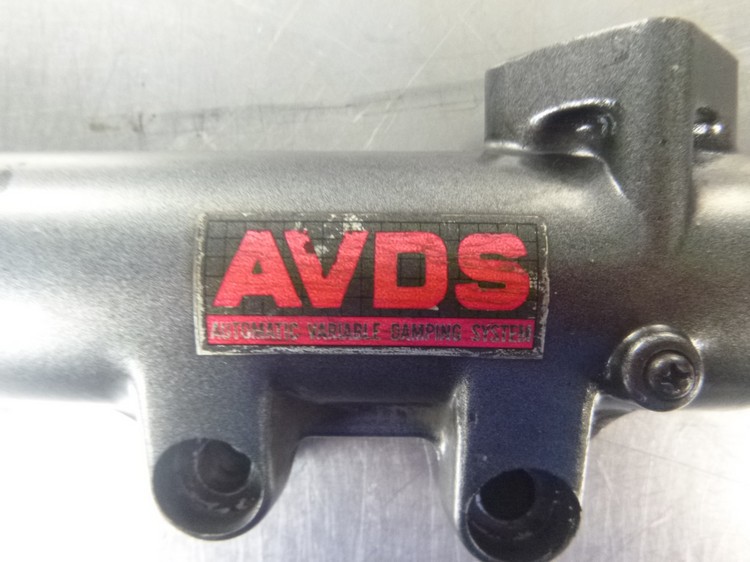 AVDS
AUTOMATIC VARIABLE DAMPING SYSTEM